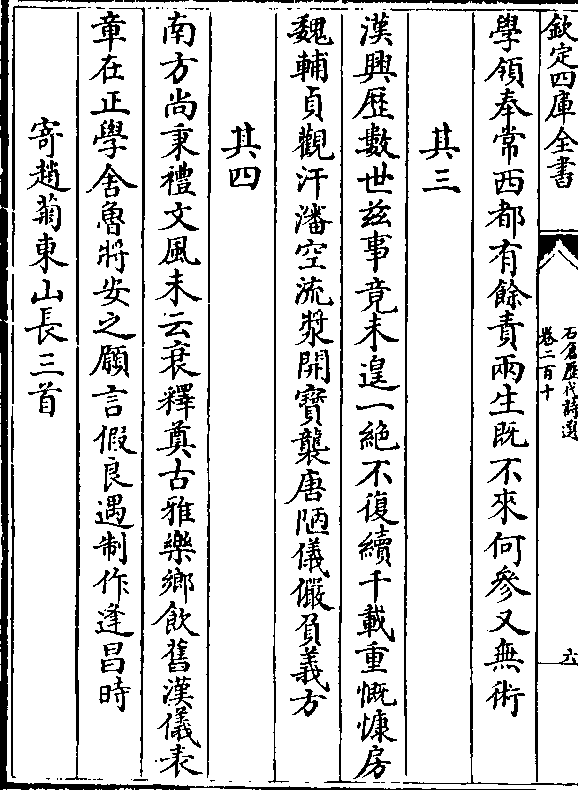 欽定四庫全書
石倉歷代詩選
卷二百十
六
學領奉常西都有餘責兩生既不來何參又無術
其三
漢興歷數世兹事竟未遑一絶不復續千載重慨慷房
魏輔貞觀汗瀋空流漿開寳襲唐陋儀儼負義方
其四
南方尚秉禮文風未云衰釋奠古雅樂鄉飲舊漢儀表
章在正學舍魯將安之願言假良遇制作逢昌時
寄趙菊東山長三首